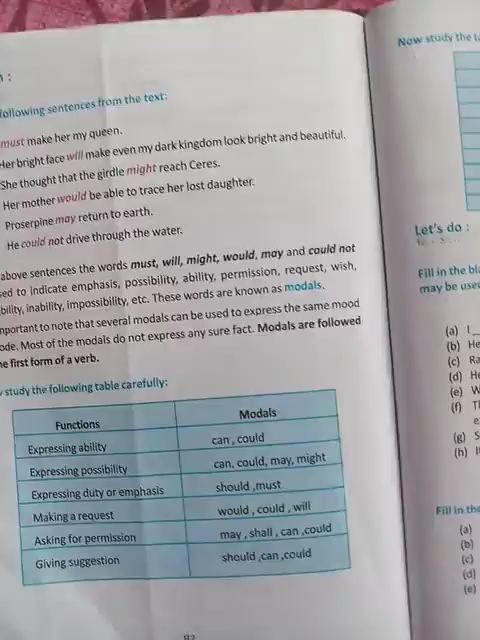 :
following sentences from the text:
must make her my queen.
Her bright face will make even my dark kingdom look bright and beautiful.
She thought that the girdle might reach Ceres.
Her mother would be able to trace her lost daughter.
Proserpine may return to earth.
He could not drive through the water.
above sentences the words must, will, might, would, may and could not
sed to indicate emphasis, possibility, ability, permission, request, wish,
bility, inability, impossibility, etc. These words are known as modals.
mportant to note that several modals can be used to express the same mood
ode. Most of the modals do not express any sure fact. Modals are followed
he first form of a verb.
study the following table carefully:
Functions Modals
Expressing ability can , could
Expressing possibility can, could, may, might
Expressing duty or emphasis should ,must
Making a request would , could , will
Asking for permission may , shall , can ,could
Giving suggestion should ,can ,could
Now study the
Let's do :
Fill in the
may be used
(a) I
(b) He
(c) Ra
(d) He
(e) W
(f)
(g) S
(h)
Fill in the
(a)
(b)
(c)
(d)
(e)